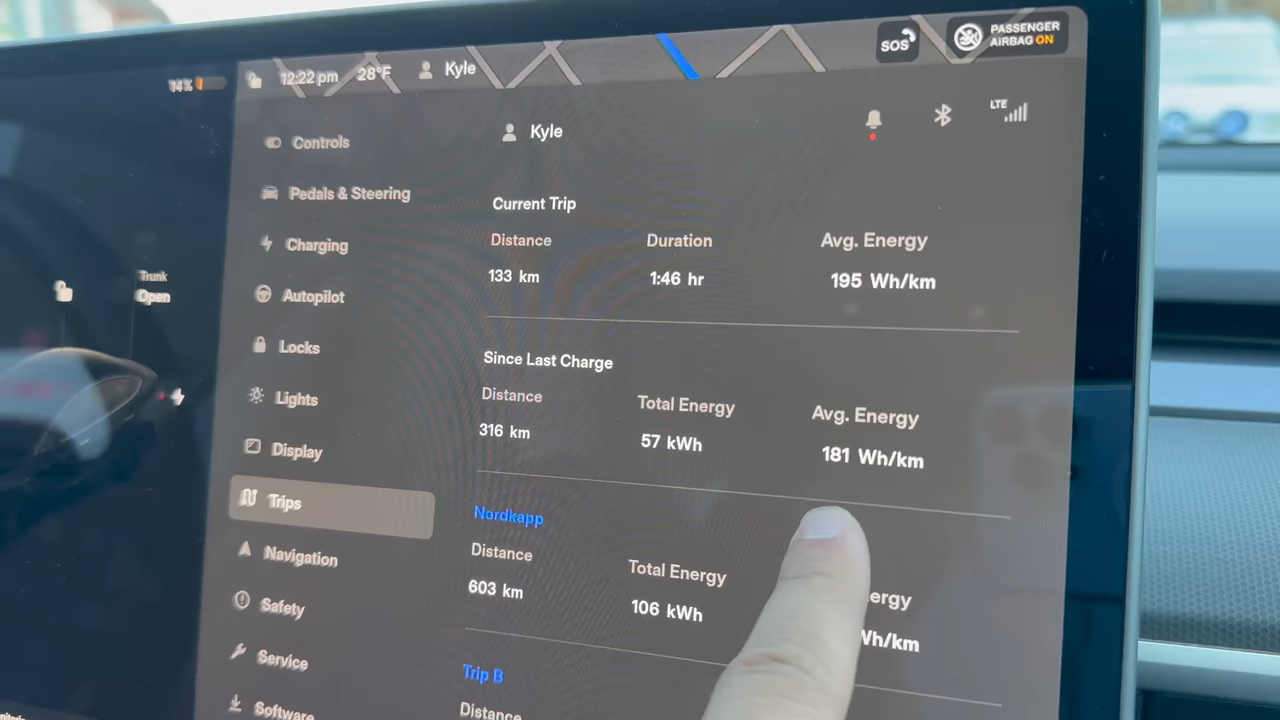 14%
12:22 pm 28°F Kyle
SOS
PASSENGER
AIRBAG ON
LTE
Trunk
Open
Controls
Pedals & Steering
Charging
Autopilot
Locks
Lights
Display
Trips
Navigation
Safety
Service
Software
Kyle
Current Trip
Distance Duration Avg. Energy
133 km 1:46 hr 195 Wh/km
Since Last Charge
Distance Total Energy Avg. Energy
316 km 57 kWh 181 Wh/km
Nordkapp
Distance Total Energy ergy
603 km 106 kWh Wh/km
Trip B
Distance